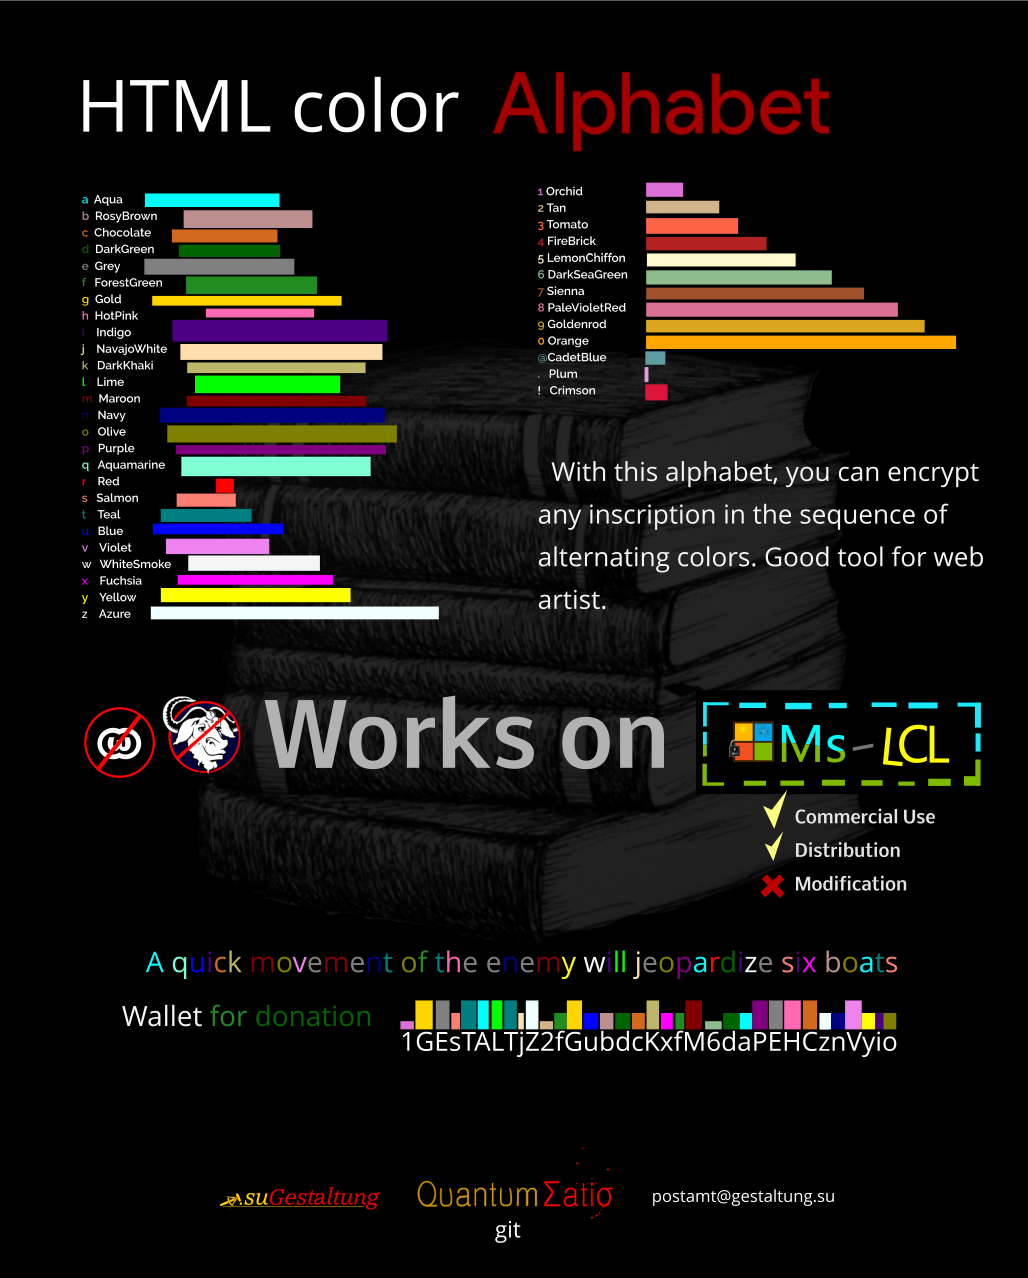 HTML color Alphabet
a Aqua
b RosyBrown
c Chocolate
d DarkGreen
e Grey
f ForestGreen
g Gold
h HotPink
i Indigo
j NavajoWhite
k DarkKhaki
l Lime
m Maroon
n Navy
o Olive
p Purple
q Aquamarine
r Red
s Salmon
t Teal
u Blue
v Violet
w WhiteSmoke
x Fuchsia
y Yellow
z Azure
1 Orchid
2 Tan
3 Tomato
4 FireBrick
5 LemonChiffon
6 DarkSeaGreen
7 Sienna
8 PaleVioletRed
9 Goldenrod
0 Orange
@CadetBlue
. Plum
! Crimson
With this alphabet, you can encrypt
any inscription in the sequence of
alternating colors. Good tool for web
artist.
Works on
Ms-LCL
Commercial Use
Distribution
Modification
A quick movement of the enemy will jeopardize six boats
Wallet for donation
1GEsTALTjZ2fGubdcKxfM6daPEHCznVyio
.suGestaltung
QuantumΣatiσ
postamt@gestaltung.su
git